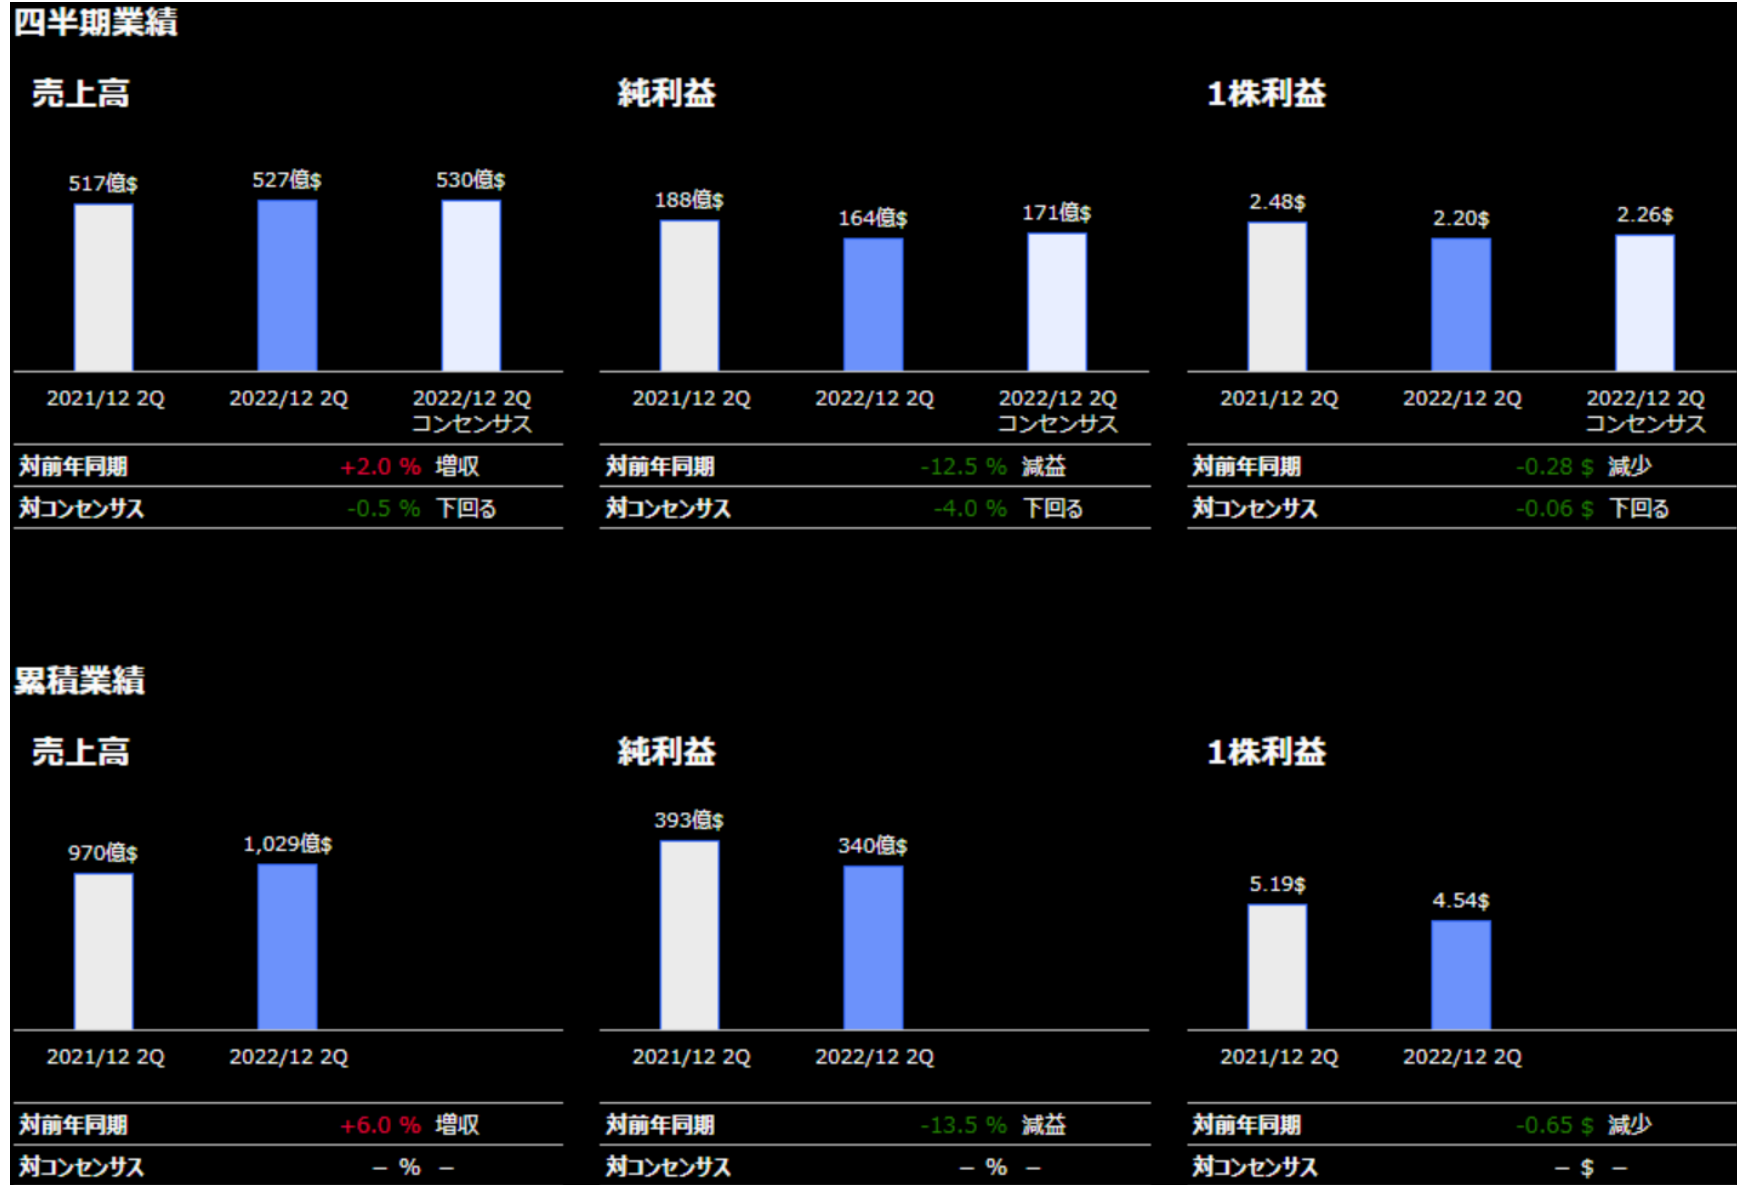 四半期業績
売上高
517億$ 527億$ 530億$
2021/12 2Q 2022/12 2Q 2022/12 2Q
コンセンサス
対前年同期 +2.0 % 増収
対コンセンサス -0.5 % 下回る
純利益
188億$ 164億$ 171億$
2021/12 2Q 2022/12 2Q 2022/12 2Q
コンセンサス
対前年同期 -12.5 % 減益
対コンセンサス -4.0 % 下回る
1株利益
2.48$ 2.20$ 2.26$
2021/12 2Q 2022/12 2Q 2022/12 2Q
コンセンサス
対前年同期 -0.28 $ 減少
対コンセンサス -0.06 $ 下回る
累積業績
売上高
970億$ 1,029億$
2021/12 2Q 2022/12 2Q
対前年同期 +6.0 % 増収
対コンセンサス – % –
純利益
393億$ 340億$
2021/12 2Q 2022/12 2Q
対前年同期 -13.5 % 減益
対コンセンサス – % –
1株利益
5.19$ 4.54$
2021/12 2Q 2022/12 2Q
対前年同期 -0.65 $ 減少
対コンセンサス – $ –